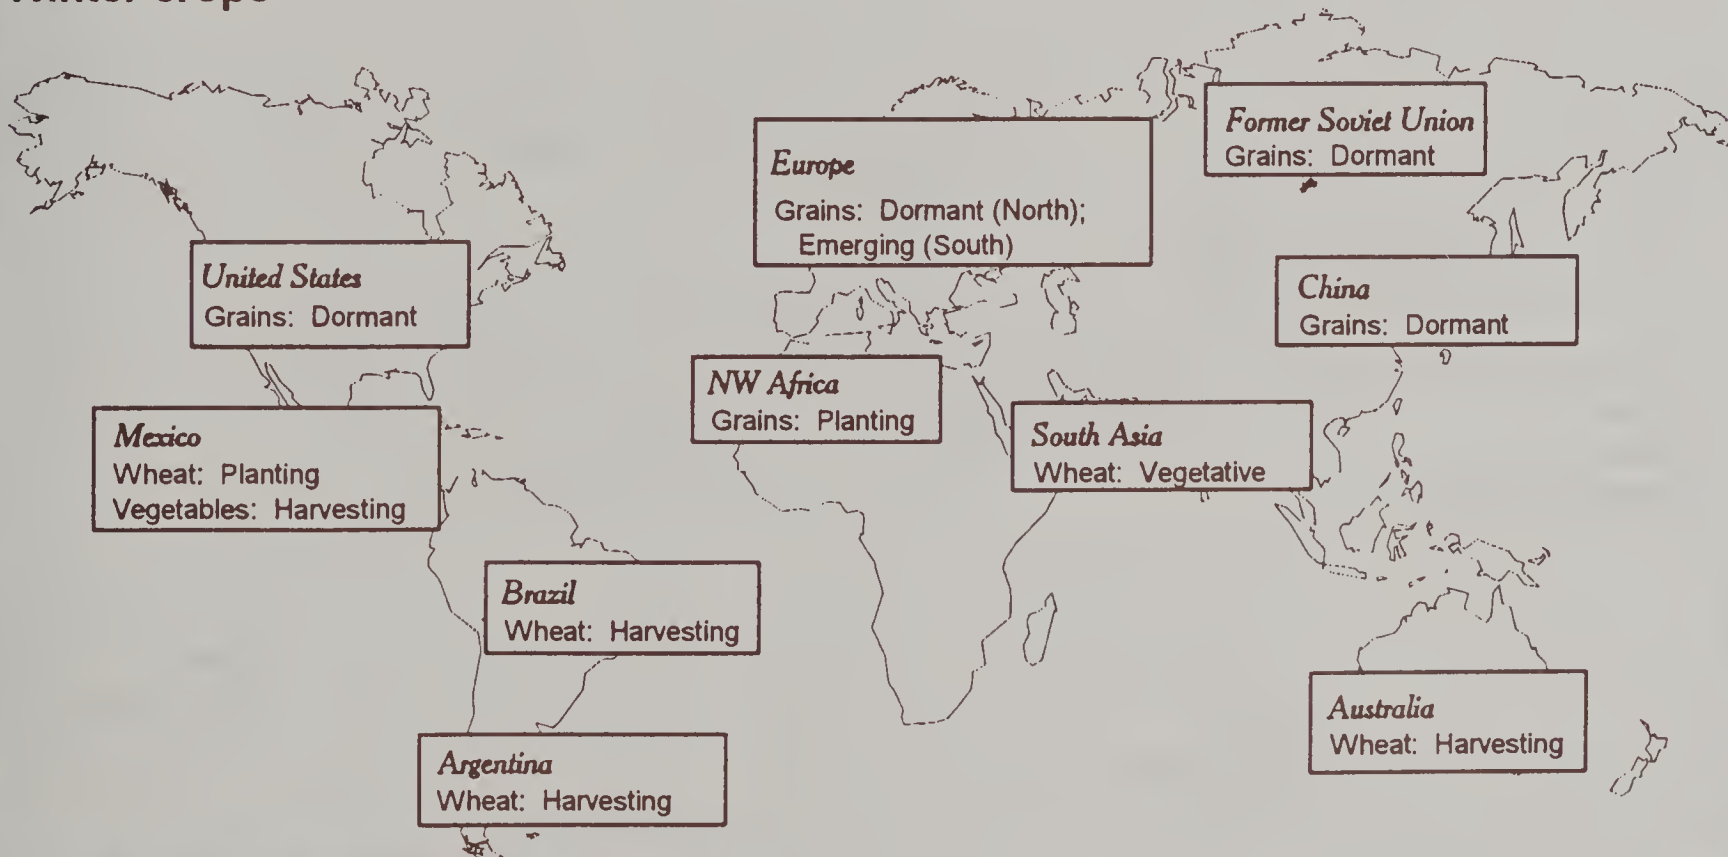 Former Soviet Union
Grains: Dormant
Europe
Grains: Dormant (North);
Emerging (South)
United States
Grains: Dormant
China
Grains: Dormant
NW Africa
Grains: Planting
Mexico
Wheat: Planting
Vegetables: Harvesting
South Asia
Wheat: Vegetative
Brazil
Wheat: Harvesting
Australia
Wheat: Harvesting
Argentina
Wheat: Harvesting